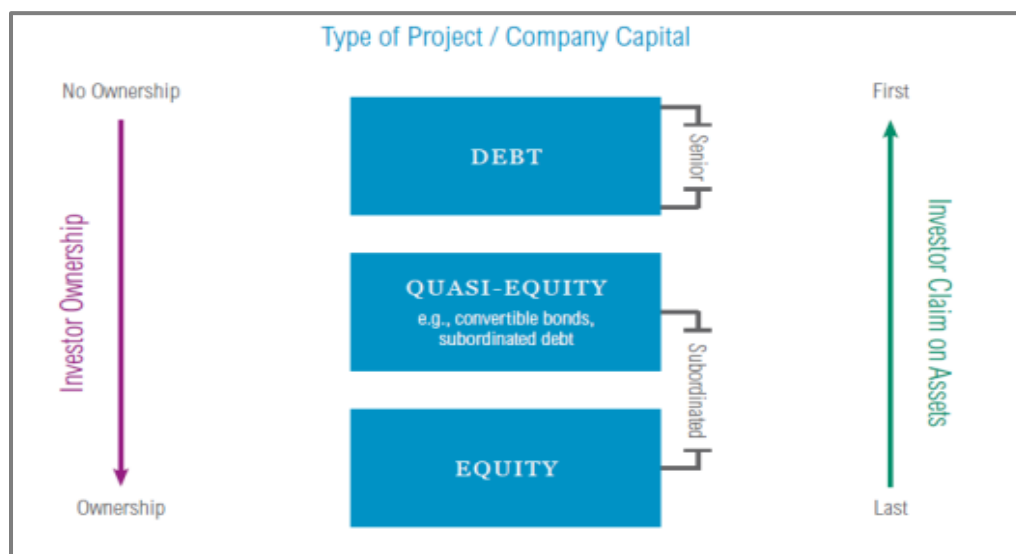 Type of Project / Company Capital
No Ownership
First
DEBT
Senior
Investor Ownership
QUASI-EQUITY
e.g., convertible bonds,
subordinated debt
Investor Claim on Assets
Subordinated
EQUITY
Ownership
Last